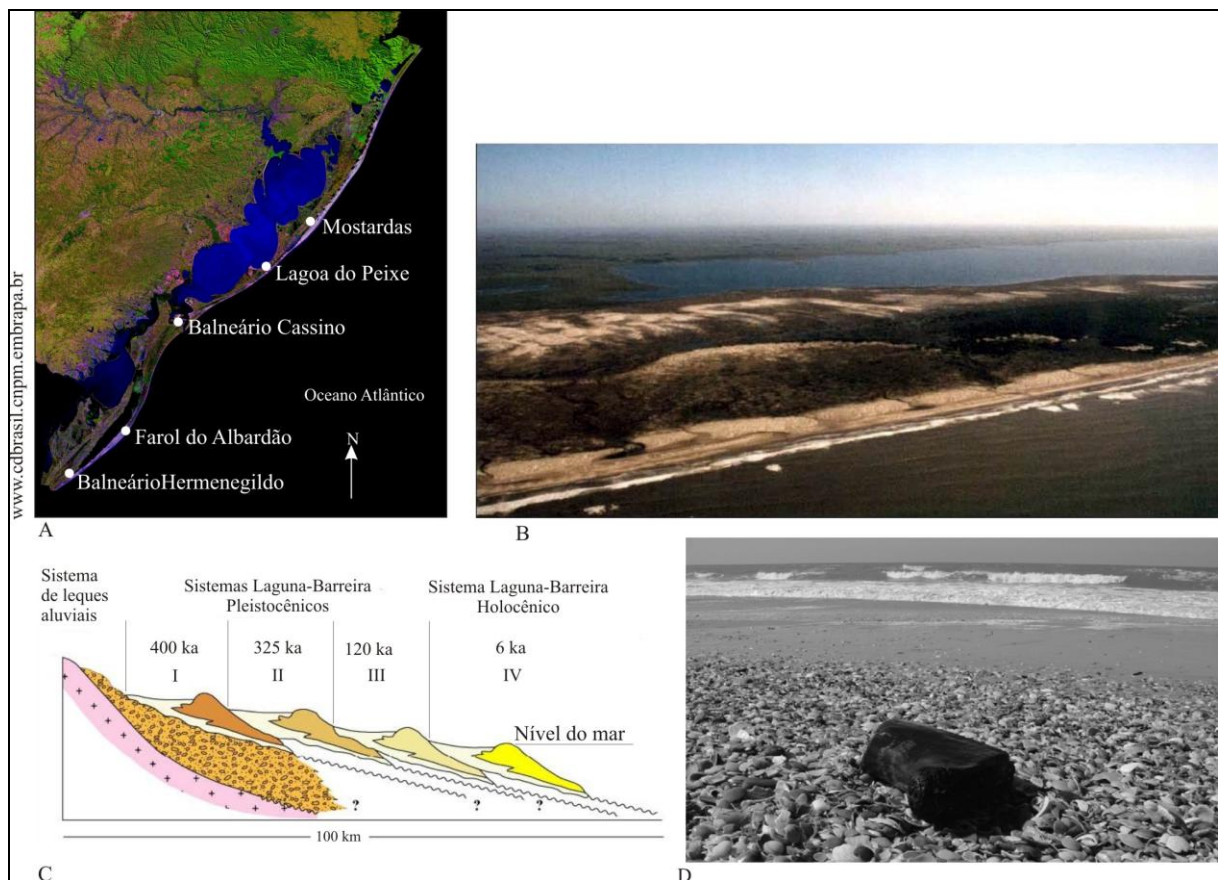 www.cdbrasil.cnpm.embrapa.br
Mostardas
Lagoa do Peixe
Balneário Cassino
Oceano Atlântico
N
Farol do Albardão
BalneárioHermenegildo
A
B
Sistema
de leques
aluviais
Sistemas Laguna-Barreira
Pleistocênicos
Sistema Laguna-Barreira
Holocênico
400 ka
325 ka
120 ka
6 ka
I
II
III
IV
Nível do mar
? ? ?
100 km
C
D